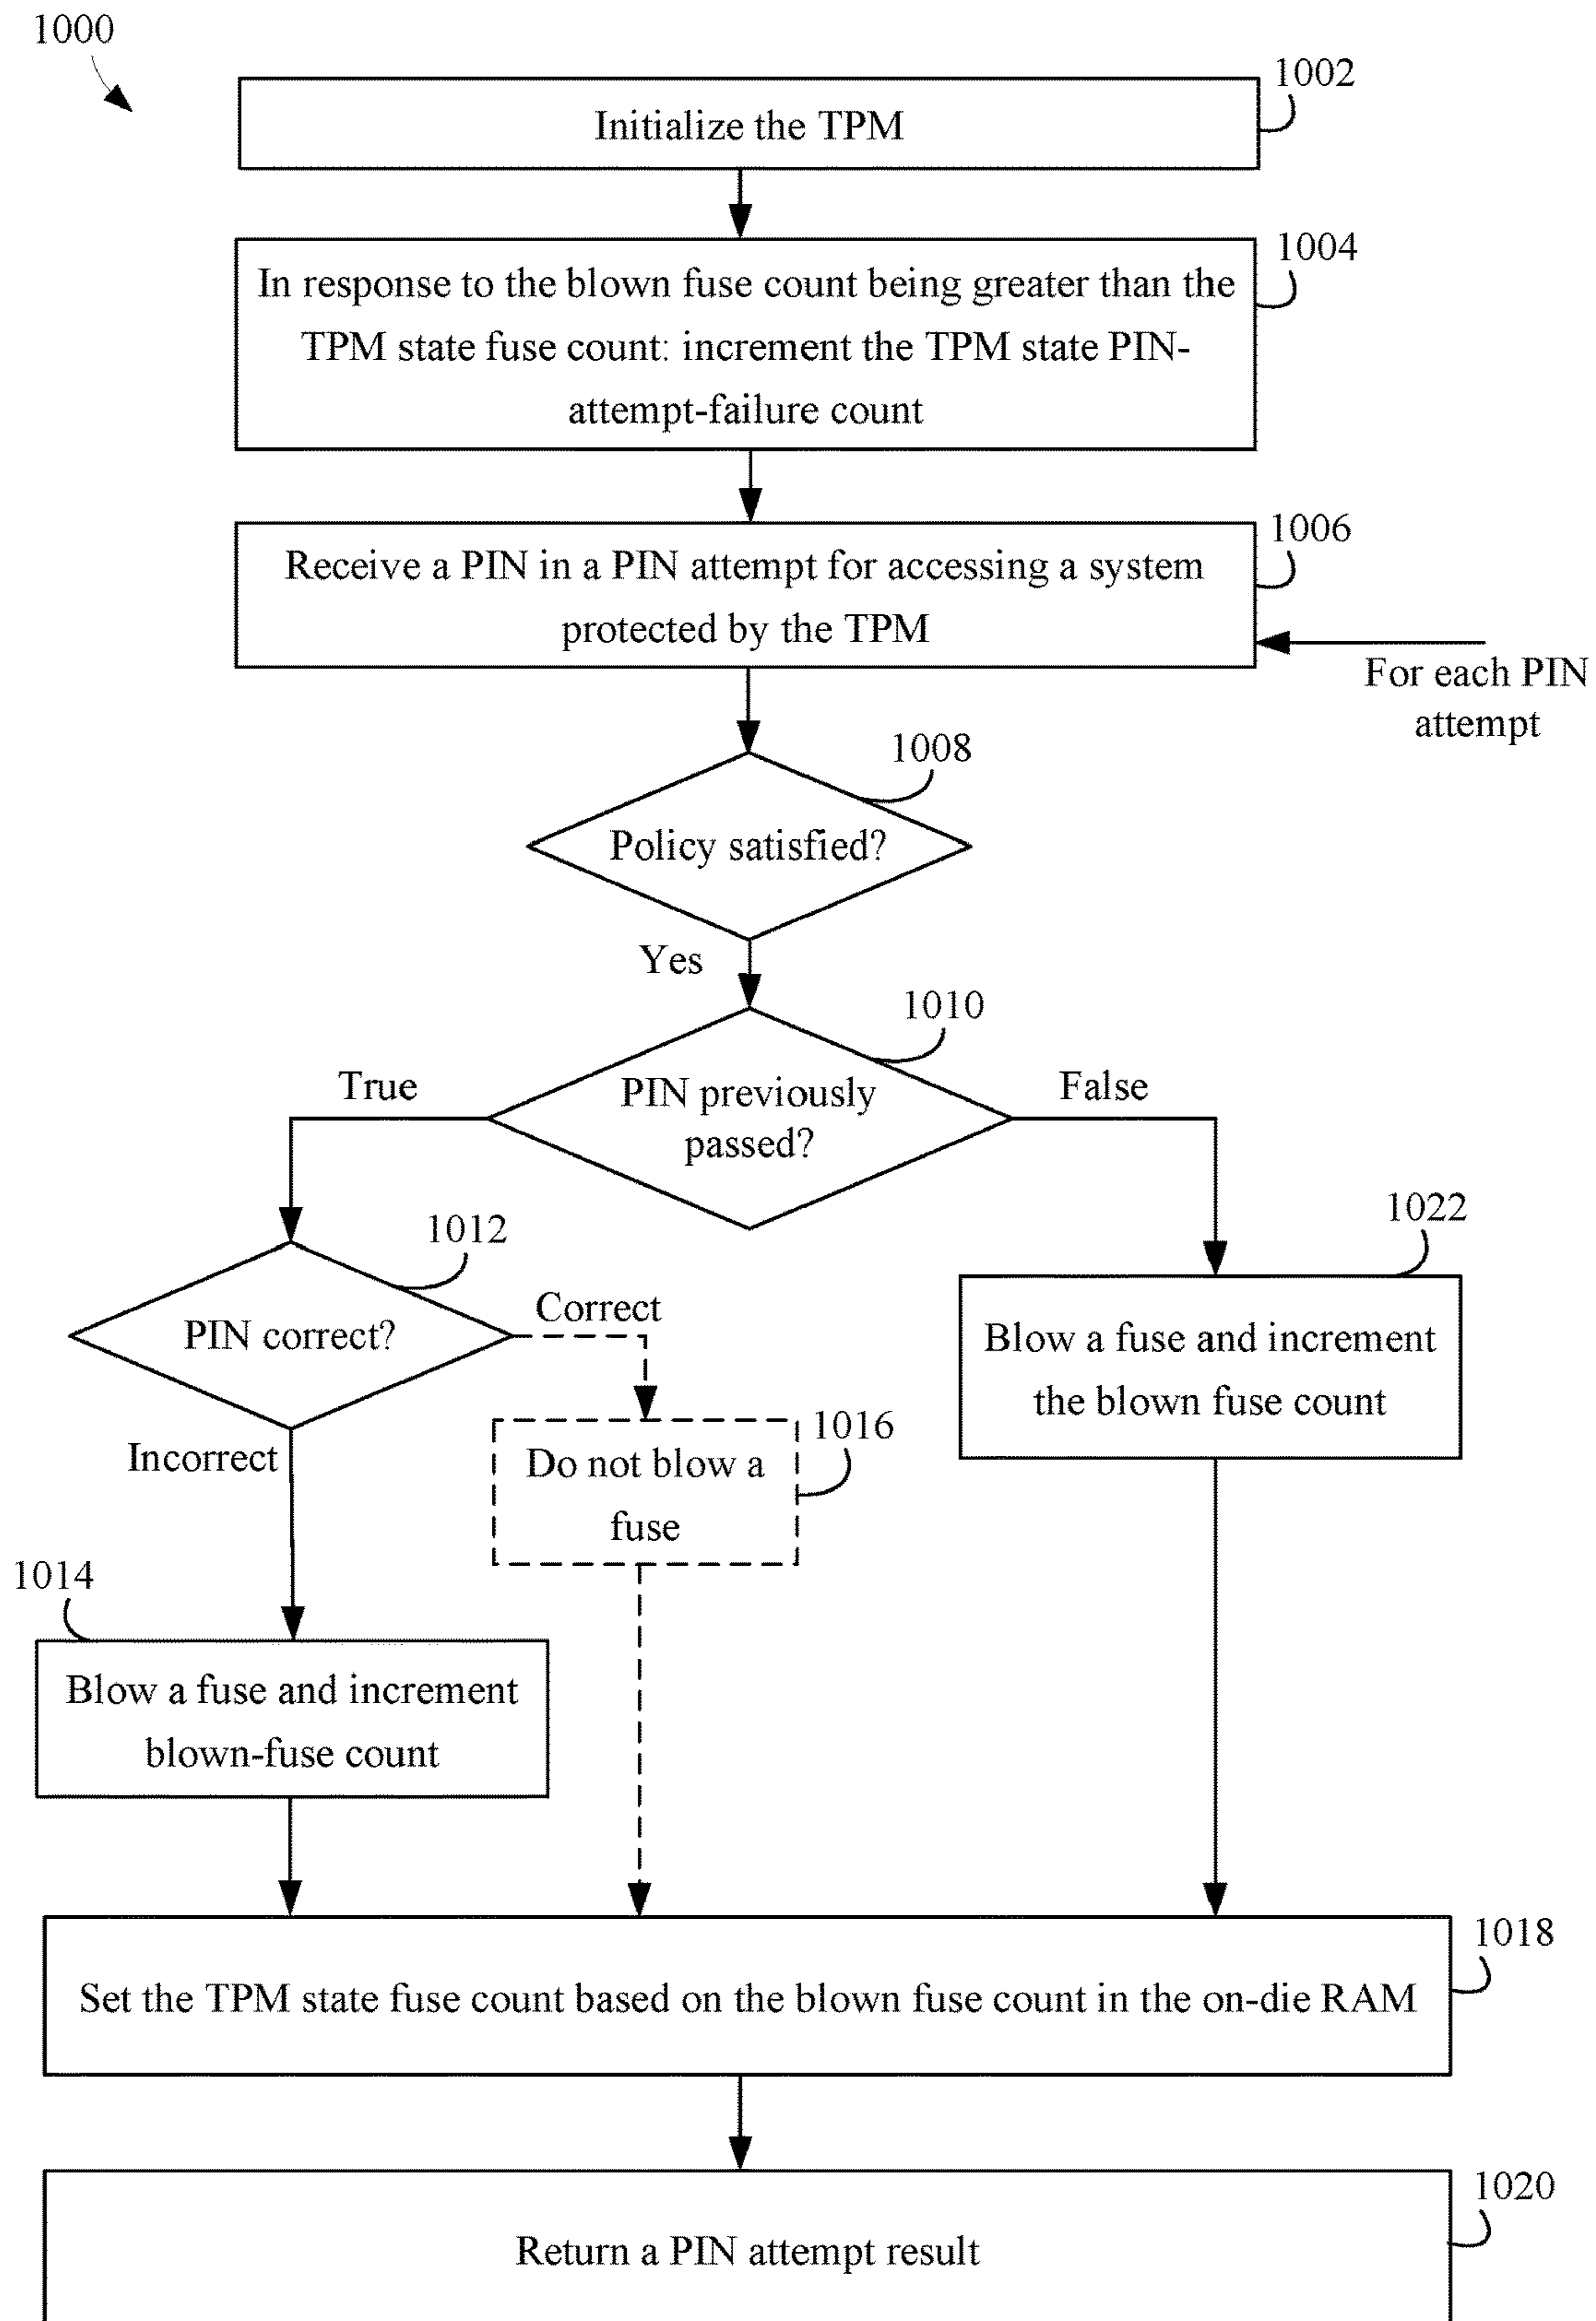 1000
1002
Initialize the TPM
1004
In response to the blown fuse count being greater than the
TPM state fuse count: increment the TPM state PIN-
attempt-failure count
1006
Receive a PIN in a PIN attempt for accessing a system
protected by the TPM
For each PIN
attempt
1008
Policy satisfied?
Yes
1010
True
PIN previously
passed?
False
1012
PIN correct?
Correct
1022
Blow a fuse and increment
the blown fuse count
Incorrect
1016
Do not blow a
fuse
1014
Blow a fuse and increment
blown-fuse count
1018
Set the TPM state fuse count based on the blown fuse count in the on-die RAM
1020
Return a PIN attempt result